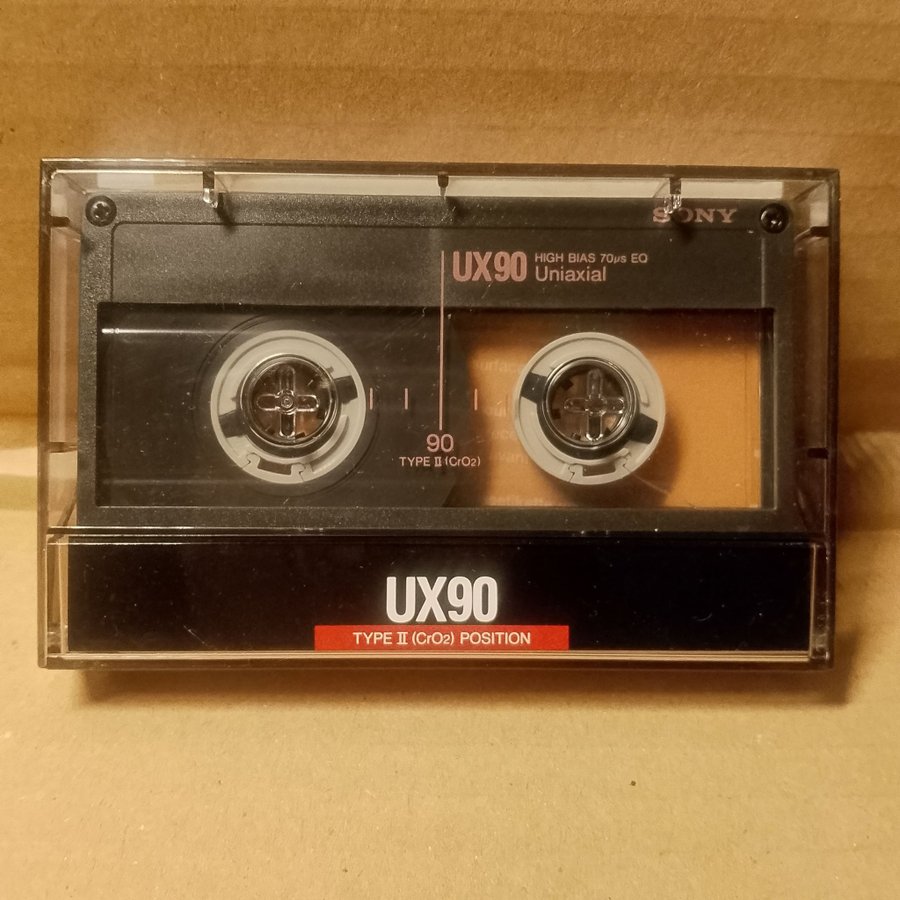 SONY
UX90 HIGH BIAS 70µs EQ
Uniaxial
90
TYPE II (CrO2)
UX90
TYPE II (CrO2) POSITION